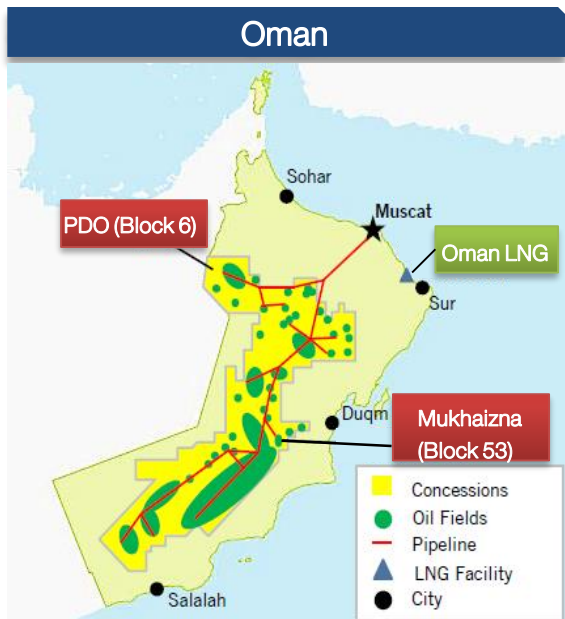 Oman
Sohar
Muscat
PDO (Block 6)
Oman LNG
Sur
Duqm
Mukhaizna
(Block 53)
Concessions
Oil Fields
Pipeline
LNG Facility
City
Salalah